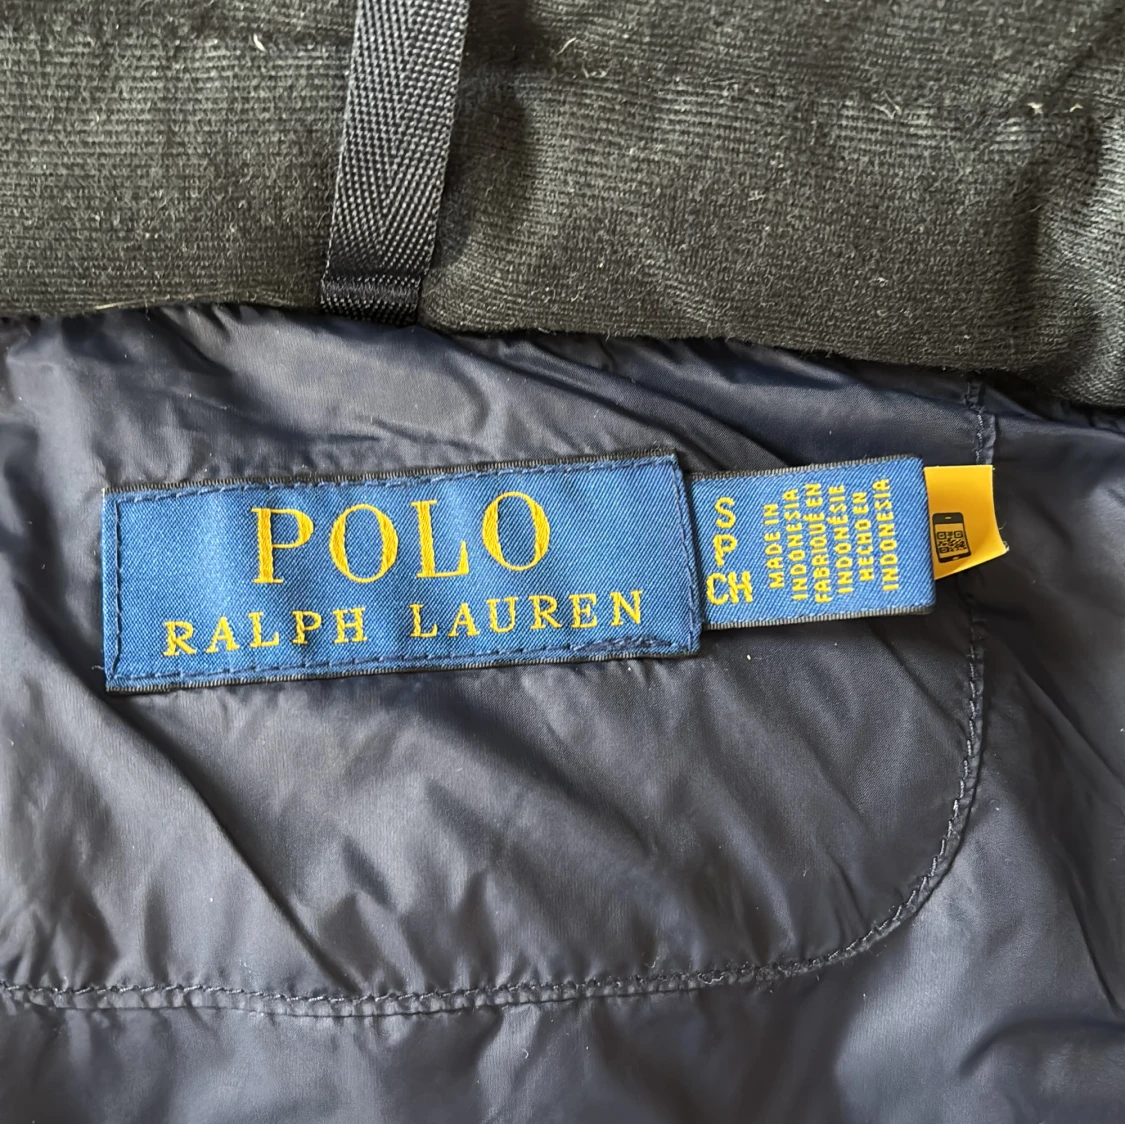 POLO
RALPH LAUREN
S
P
CH
MADE IN
INDONESIA
FABRIQUÉ EN
INDONÉSIE
HECHO EN
INDONESIA